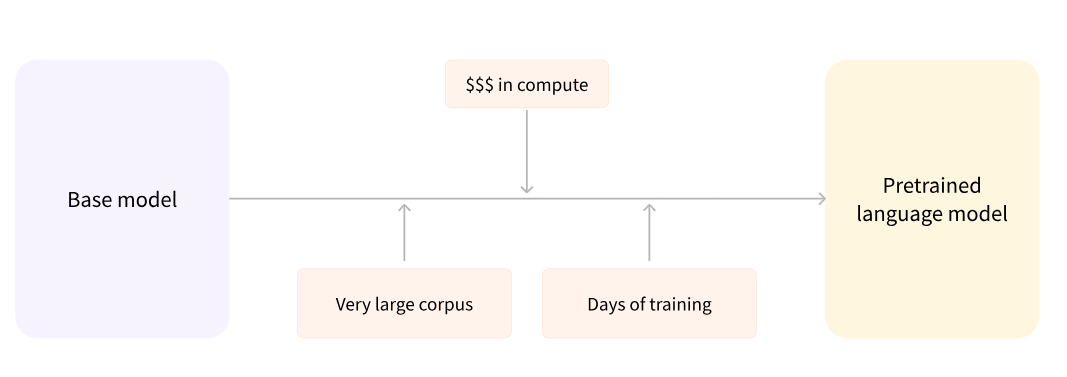 $$$ in compute
Base model
Pretrained
language model
Very large corpus
Days of training